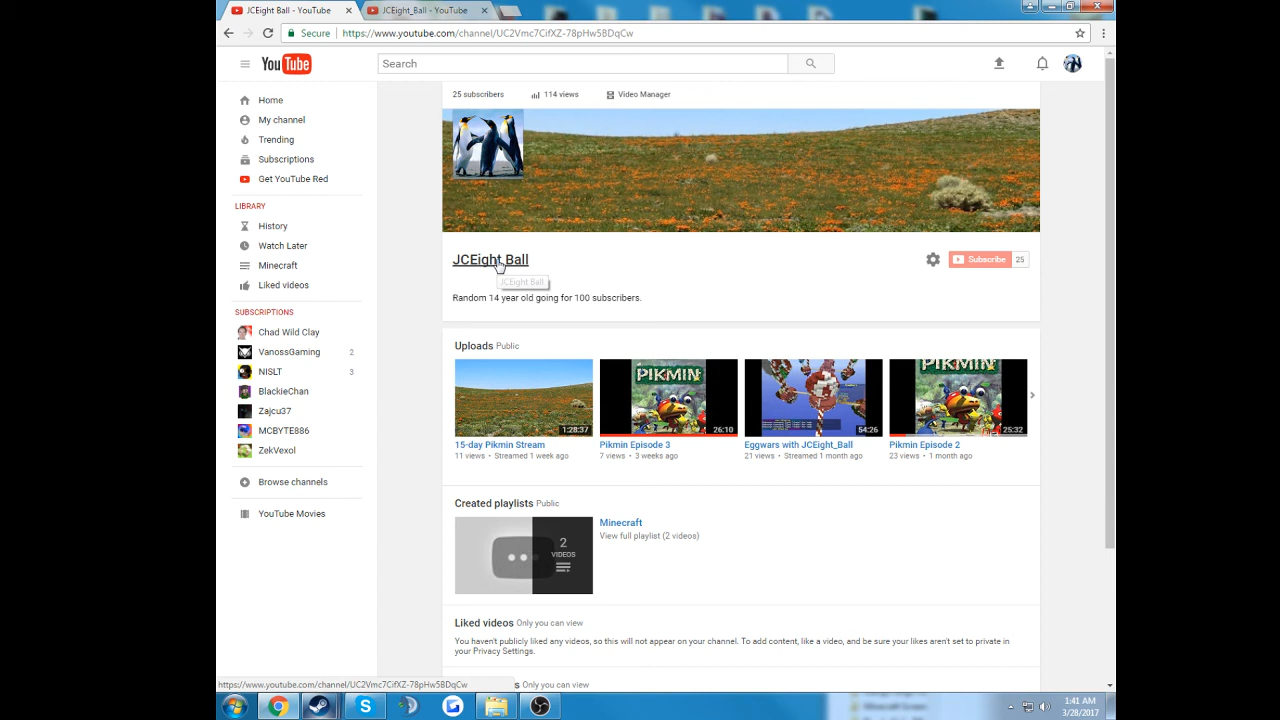 JCEight Ball - YouTube
JCEight_Ball - YouTube
Secure https://www.youtube.com/channel/UC2Vmc7CifXZ-78pHw5BDqCw
YouTube
Search
25 subscribers 114 views Video Manager
Home
My channel
Trending
Subscriptions
Get YouTube Red
LIBRARY
History
Watch Later
Minecraft
Liked videos
SUBSCRIPTIONS
Chad Wild Clay
VanossGaming 2
NISLT 3
BlackieChan
Zajcu37
MCBYTE886
ZekVexol
Browse channels
YouTube Movies
JCEight Ball
JCEight Ball
Subscribe 25
Random 14 year old going for 100 subscribers.
Uploads Public
PIKMIN
PIKMIN
1:28:37
26:10
54:26
25:32
15-day Pikmin Stream
11 views • Streamed 1 week ago
Pikmin Episode 3
7 views • 3 weeks ago
Eggwars with JCEight_Ball
21 views • Streamed 1 month ago
Pikmin Episode 2
23 views • 1 month ago
Created playlists Public
2
VIDEOS
Minecraft
View full playlist (2 videos)
Liked videos Only you can view
You haven't publicly liked any videos, so this will not appear on your channel. To add content, like a video, and be sure your likes aren't set to private in
your Privacy Settings.
s Only you can view
https://www.youtube.com/channel/UC2Vmc7CifXZ-78pHw5BDqCw
1:41 AM
3/28/2017